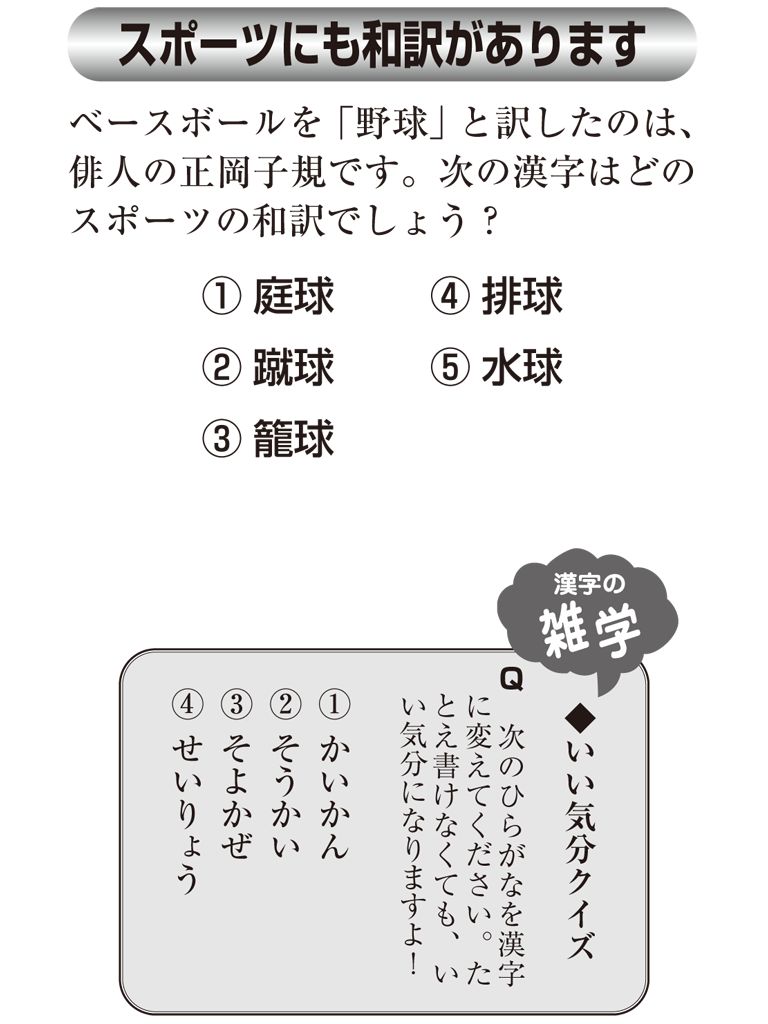 スポーツにも和訳があります
ベースボールを「野球」と訳したのは、
俳人の正岡子規です。次の漢字はどの
スポーツの和訳でしょう？
① 庭球
② 蹴球
③ 籠球
④ 排球
⑤ 水球
漢字の
雑学
◆いい気分クイズ
Q 次のひらがなを漢字
に変えてください。た
とえ書けなくても、い
い気分になりますよ！
① かいかん
② そうかい
③ そよかぜ
④ せいりょう